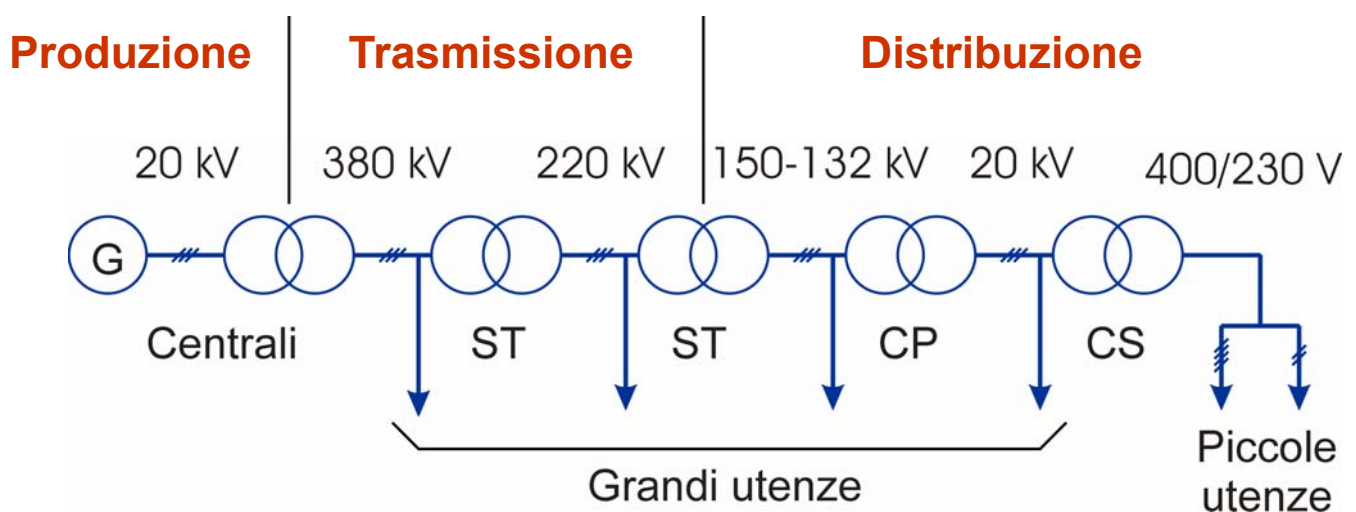 Produzione Trasmissione Distribuzione
20 kV 380 kV 220 kV 150-132 kV 20 kV 400/230 V
G
Centrali ST ST CP CS
Grandi utenze
Piccole
utenze